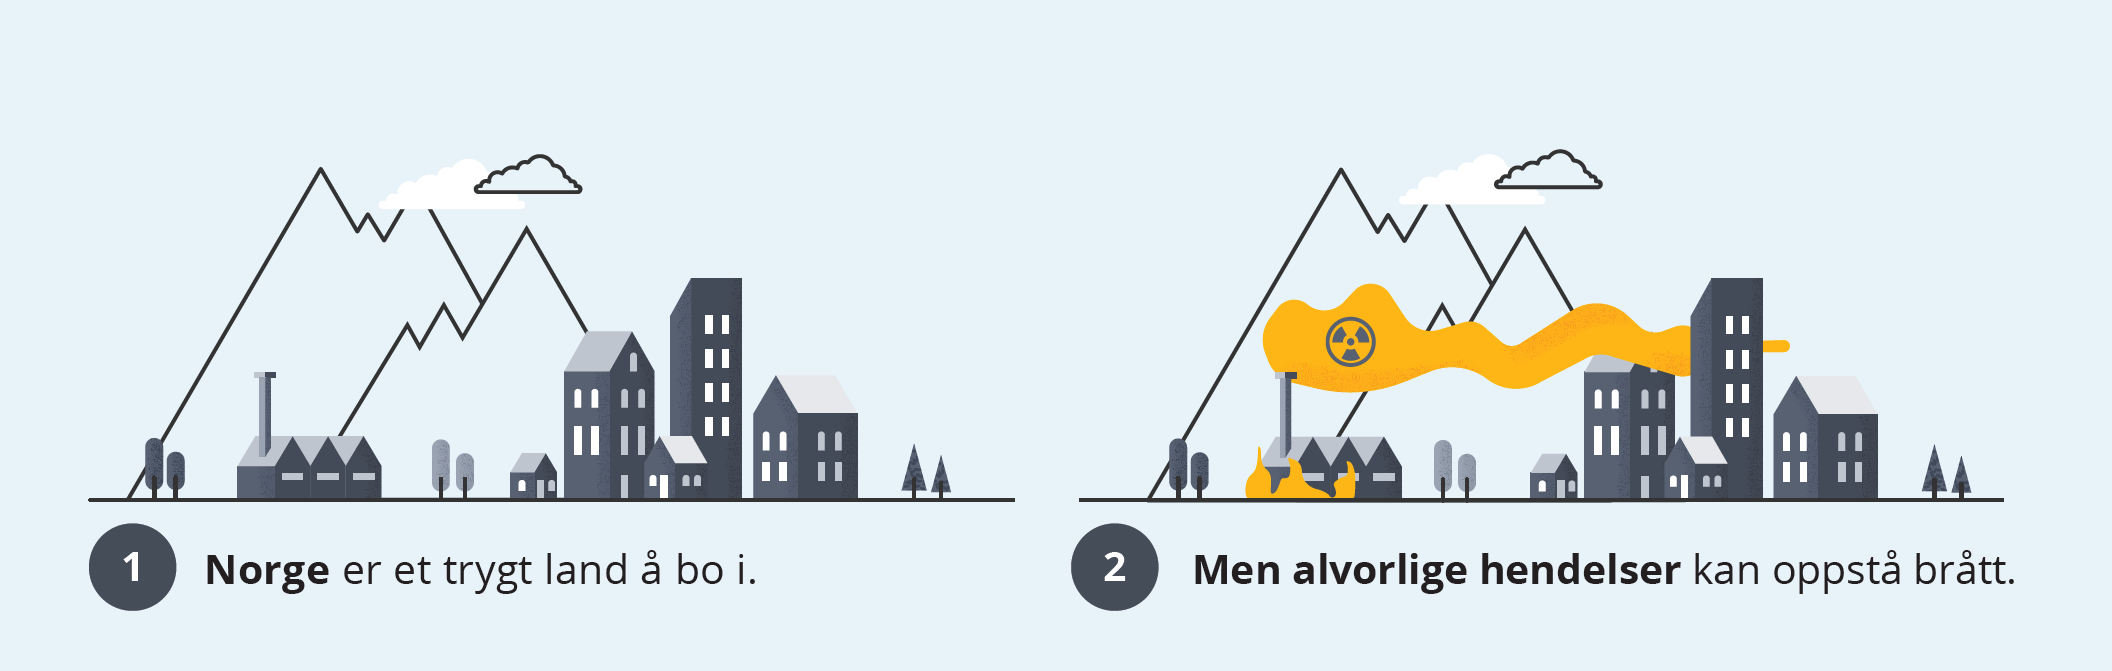 1 Norge er et trygt land å bo i.
2 Men alvorlige hendelser kan oppstå brått.